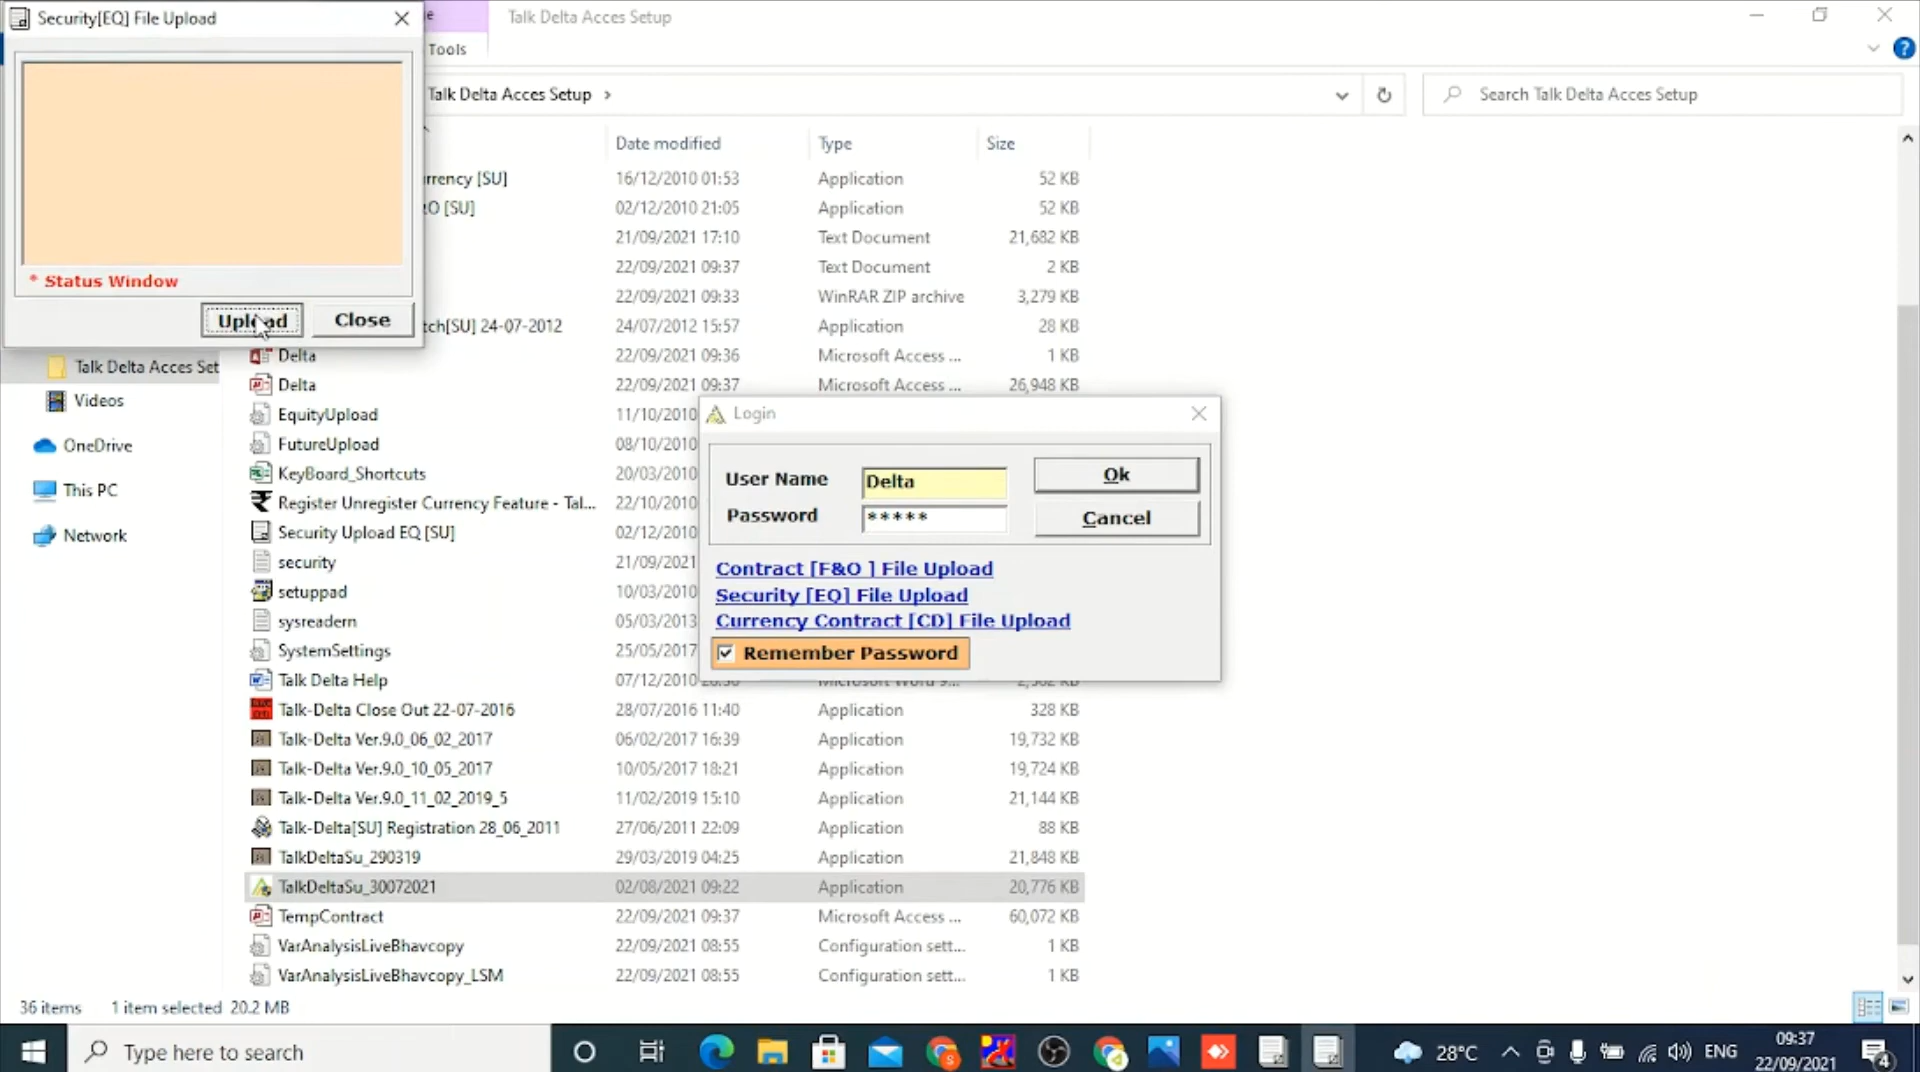 Security[EQ] File Upload
Talk Delta Acces Setup
Tools
* Status Window
Upload
Close
Talk Delta Acces Setup
Search Talk Delta Acces Setup
Date modified
Type
Size
[SU]
16/12/2010 01:53
Application
52 KB
[SU]
02/12/2010 21:05
Application
52 KB
21/09/2021 17:10
Text Document
21,682 KB
22/09/2021 09:37
Text Document
2 KB
22/09/2021 09:33
WinRAR ZIP archive
3,279 KB
24-07-2012
24/07/2012 15:57
Application
28 KB
Delta
22/09/2021 09:36
Microsoft Access ...
1 KB
Delta
22/09/2021 09:37
Microsoft Access ...
26,948 KB
EquityUpload
11/10/2010
FutureUpload
08/10/2010
KeyBoard_Shortcuts
20/03/2010
Register Unregister Currency Feature - Tal...
22/10/2010
Security Upload EQ [SU]
02/12/2010
security
21/09/2021
setuppad
10/03/2010
sysreadern
05/03/2013
SystemSettings
25/05/2017
Talk Delta Help
07/12/2010
Talk-Delta Close Out 22-07-2016
28/07/2016 11:40
Application
328 KB
Talk-Delta Ver.9.0_06_02_2017
06/02/2017 16:39
Application
19,732 KB
Talk-Delta Ver.9.0_10_05_2017
10/05/2017 18:21
Application
19,724 KB
Talk-Delta Ver.9.0_11_02_2019_5
11/02/2019 15:10
Application
21,144 KB
Talk-Delta[SU] Registration 28_06_2011
27/06/2011 22:09
Application
88 KB
TalkDeltaSu_290319
29/03/2019 04:25
Application
21,848 KB
TalkDeltaSu_30072021
02/08/2021 09:22
Application
20,776 KB
TempContract
22/09/2021 09:37
Microsoft Access ...
60,072 KB
VarAnalysisLiveBhavcopy
22/09/2021 08:55
Configuration sett...
1 KB
VarAnalysisLiveBhavcopy_LSM
22/09/2021 08:55
Configuration sett...
1 KB
Talk Delta Acces Set
Videos
OneDrive
This PC
Network
Login
User Name
Delta
Ok
Password
*****
Cancel
Contract [F&O ] File Upload
Security [EQ] File Upload
Currency Contract [CD] File Upload
Remember Password
36 items
1 item selected 20.2 MB
Type here to search
28°C
ENG
09:37
22/09/2021
4